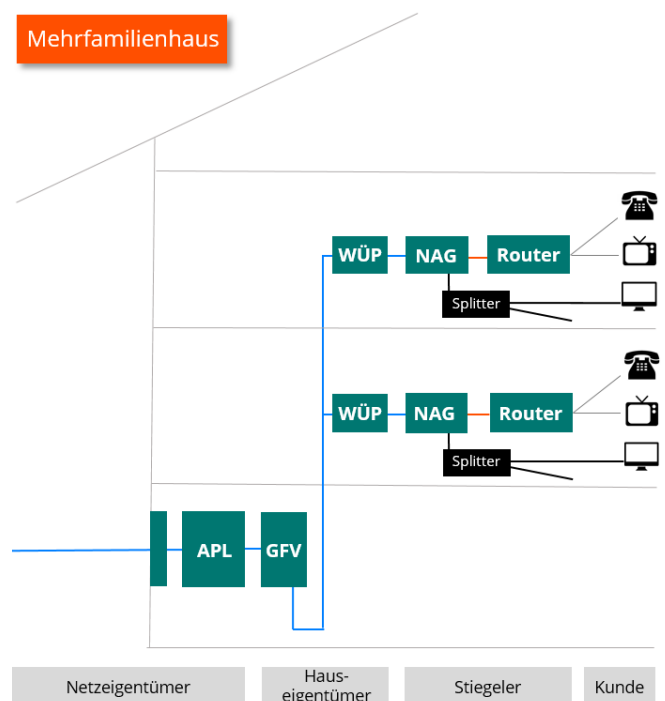 Mehrfamilienhaus
WÜP
NAG
Router
Splitter
WÜP
NAG
Router
Splitter
APL
GFV
Netzeigentümer
Haus-
eigentümer
Stiegeler
Kunde